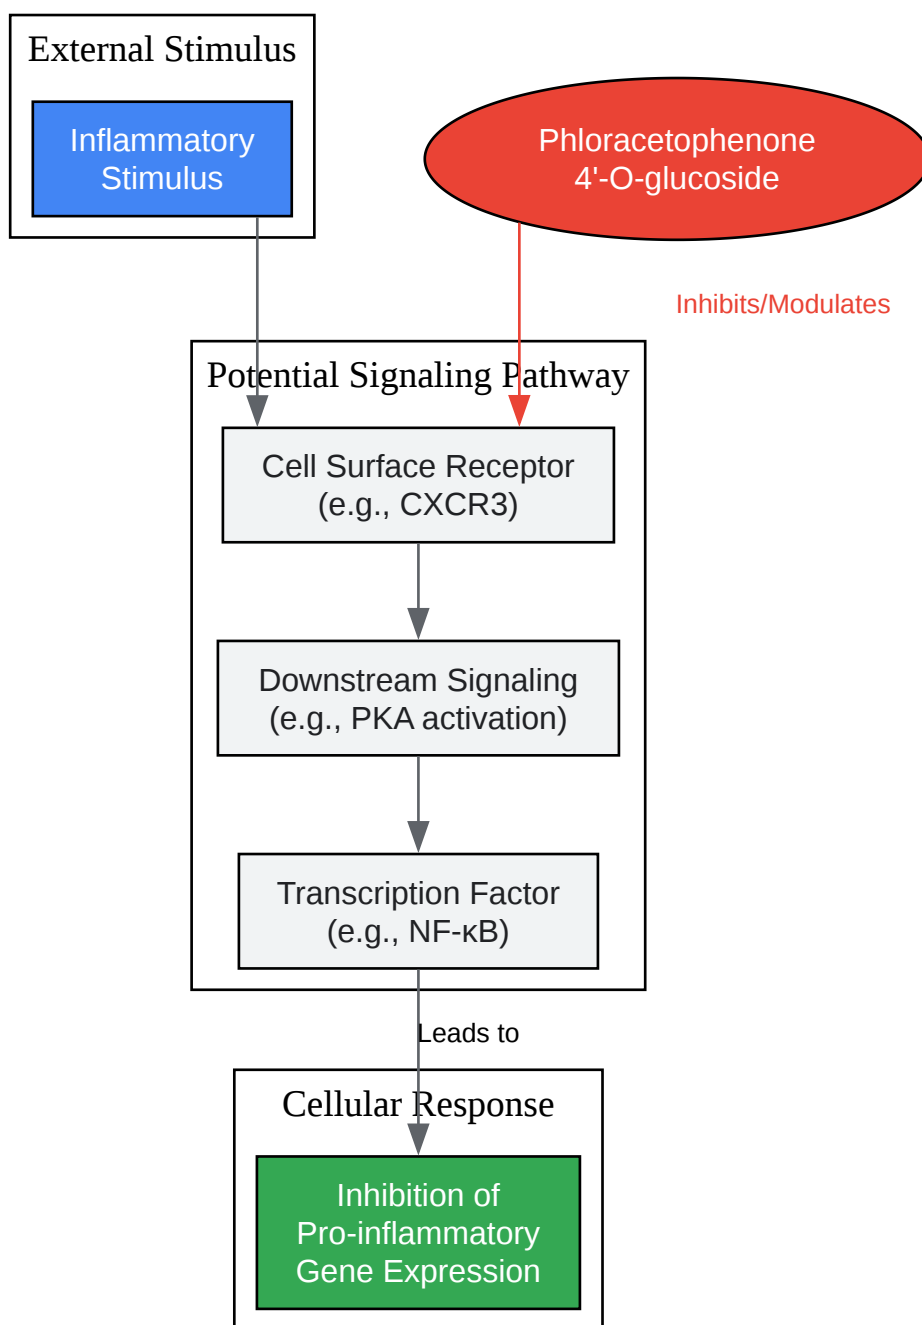 External Stimulus
Inflammatory
Stimulus
Phloracetophenone
4'-O-glucoside
Inhibits/Modulates
Potential Signaling Pathway
Cell Surface Receptor
(e.g., CXCR3)
Downstream Signaling
(e.g., PKA activation)
Transcription Factor
(e.g., NF-κB)
Leads to
Cellular Response
Inhibition of
Pro-inflammatory
Gene Expression